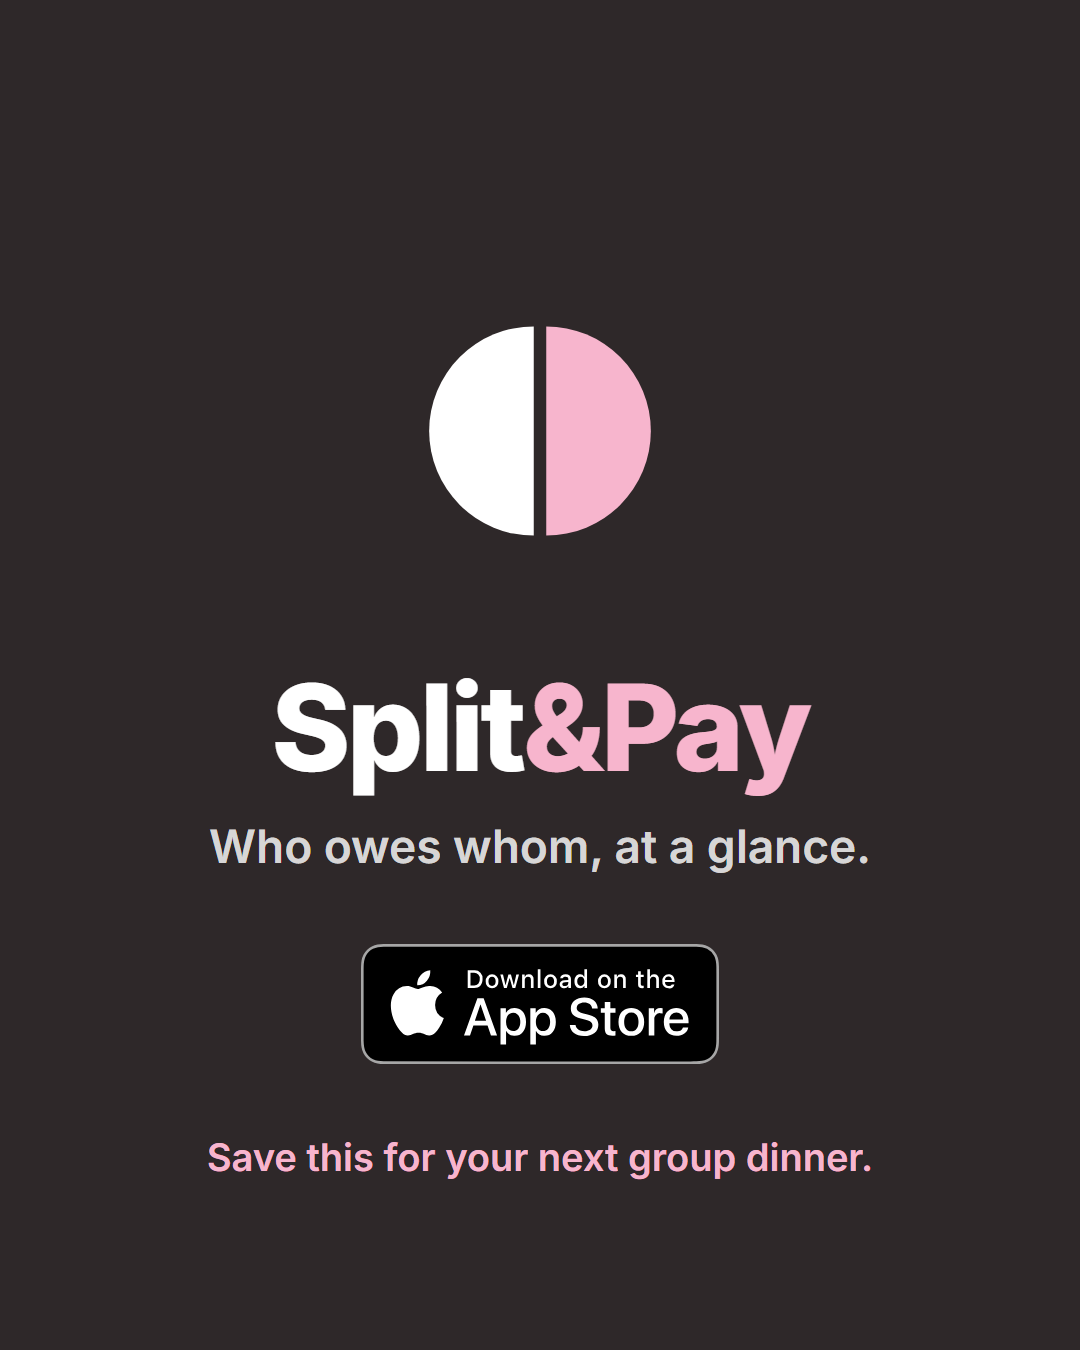 Split&Pay
Who owes whom, at a glance.
Download on the
App Store
Save this for your next group dinner.